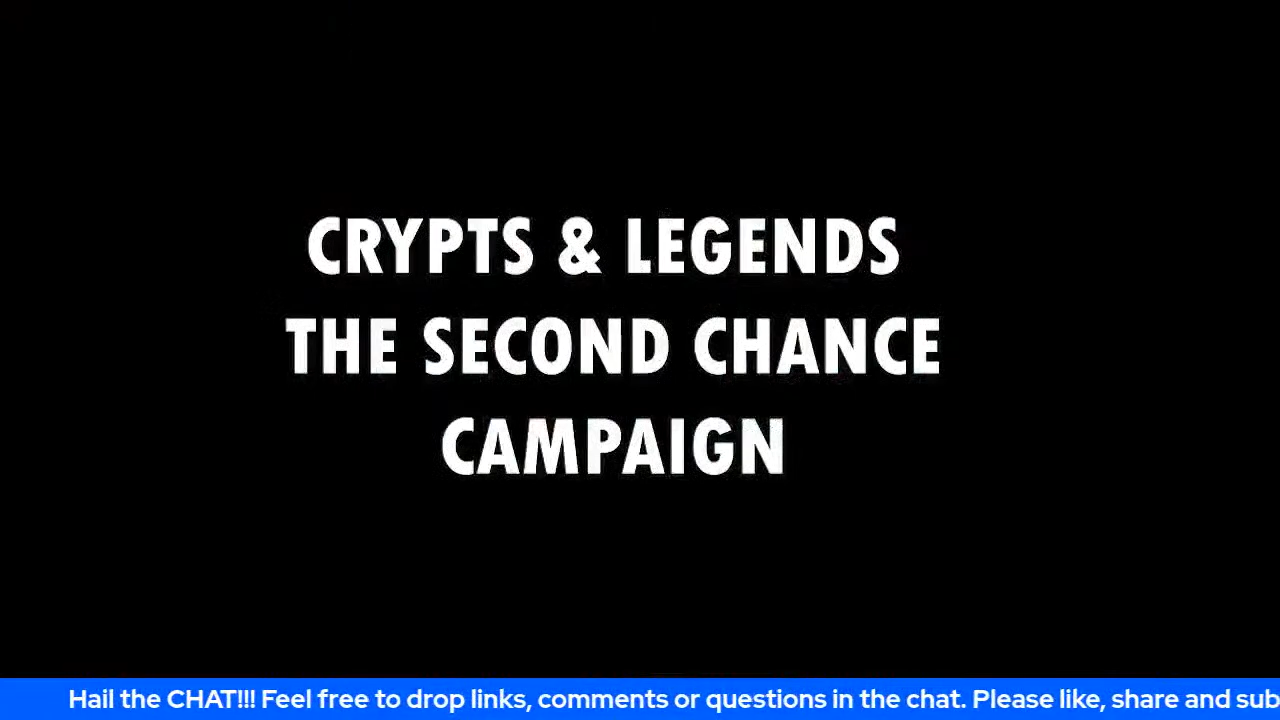 CRYPTS & LEGENDS
THE SECOND CHANCE
CAMPAIGN
Hail the CHAT!!! Feel free to drop links, comments or questions in the chat. Please like, share and sub